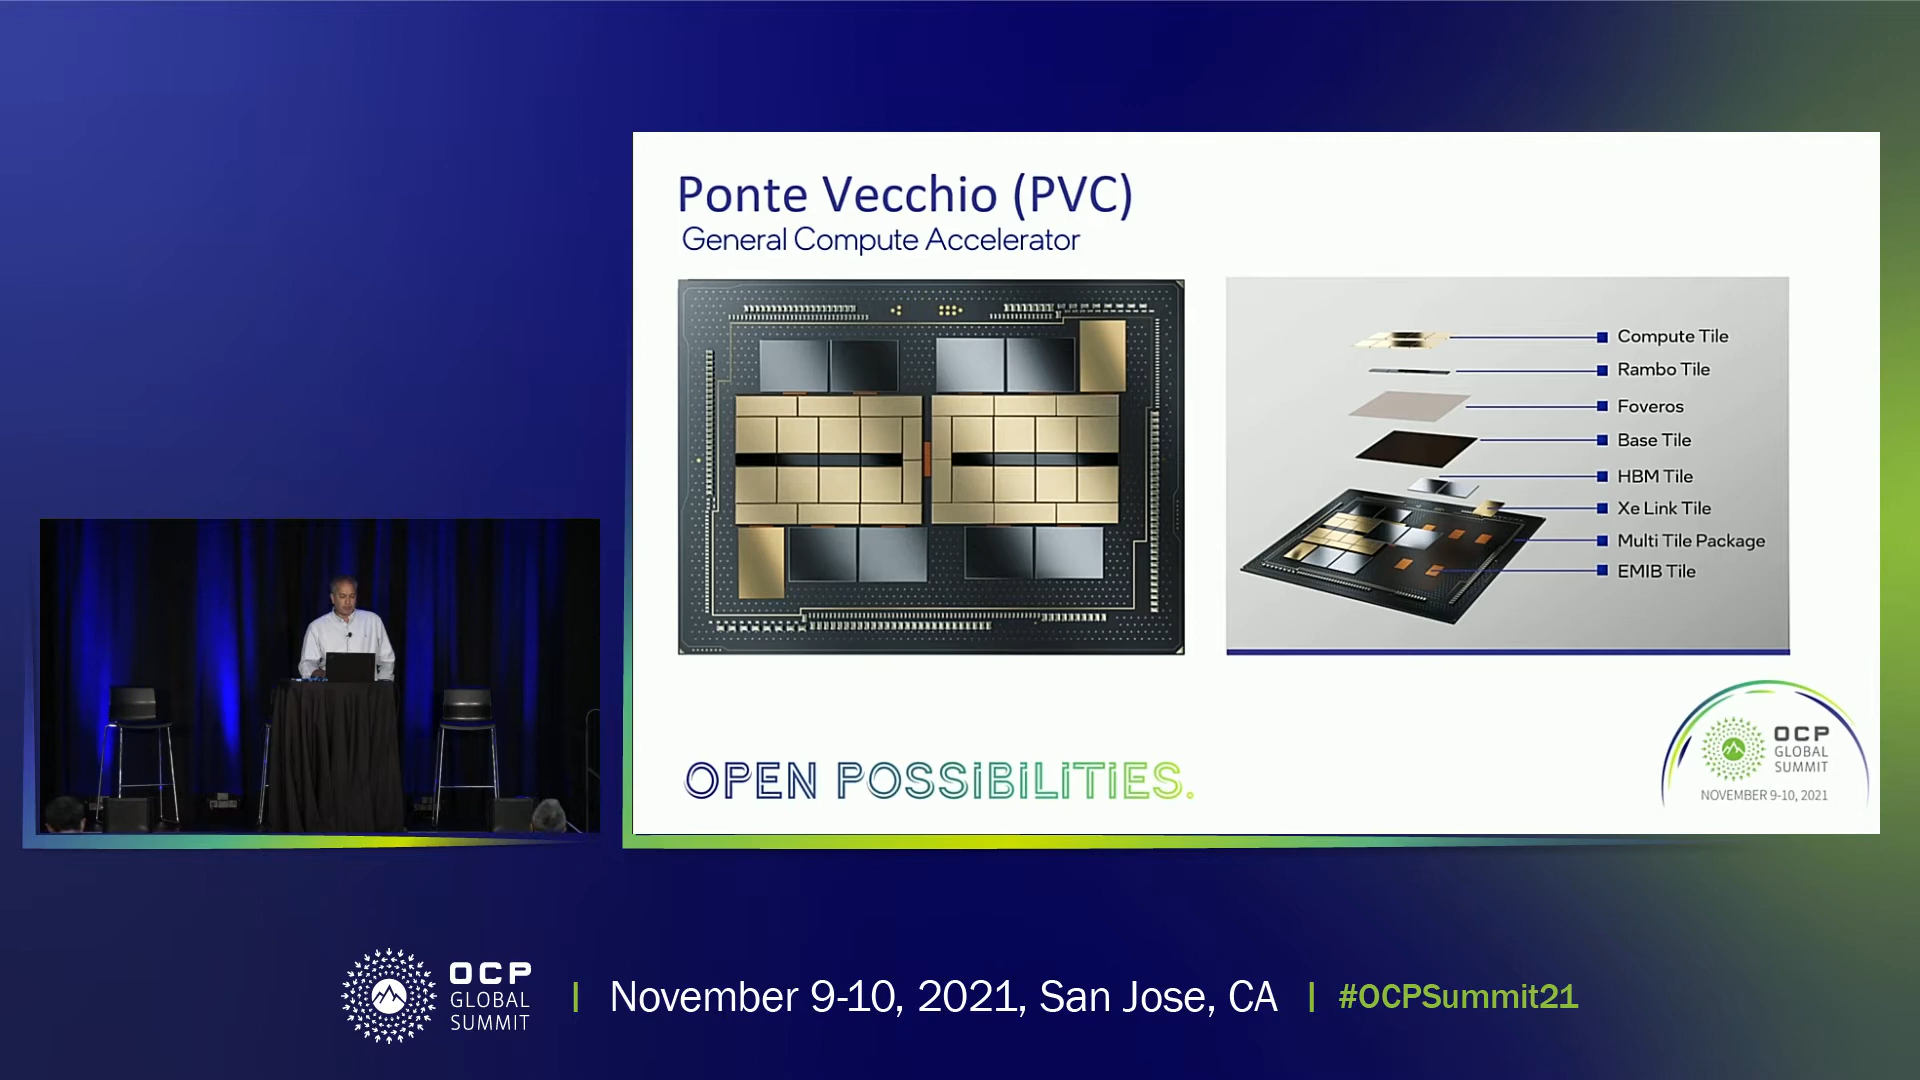 Ponte Vecchio (PVC)
General Compute Accelerator
Compute Tile
Rambo Tile
Foveros
Base Tile
HBM Tile
Xe Link Tile
Multi Tile Package
EMIB Tile
OPEN POSSIBILITIES.
OCP
GLOBAL
SUMMIT
NOVEMBER 9-10, 2021
OCP
GLOBAL
SUMMIT
November 9-10, 2021, San Jose, CA
#OCPSummit21